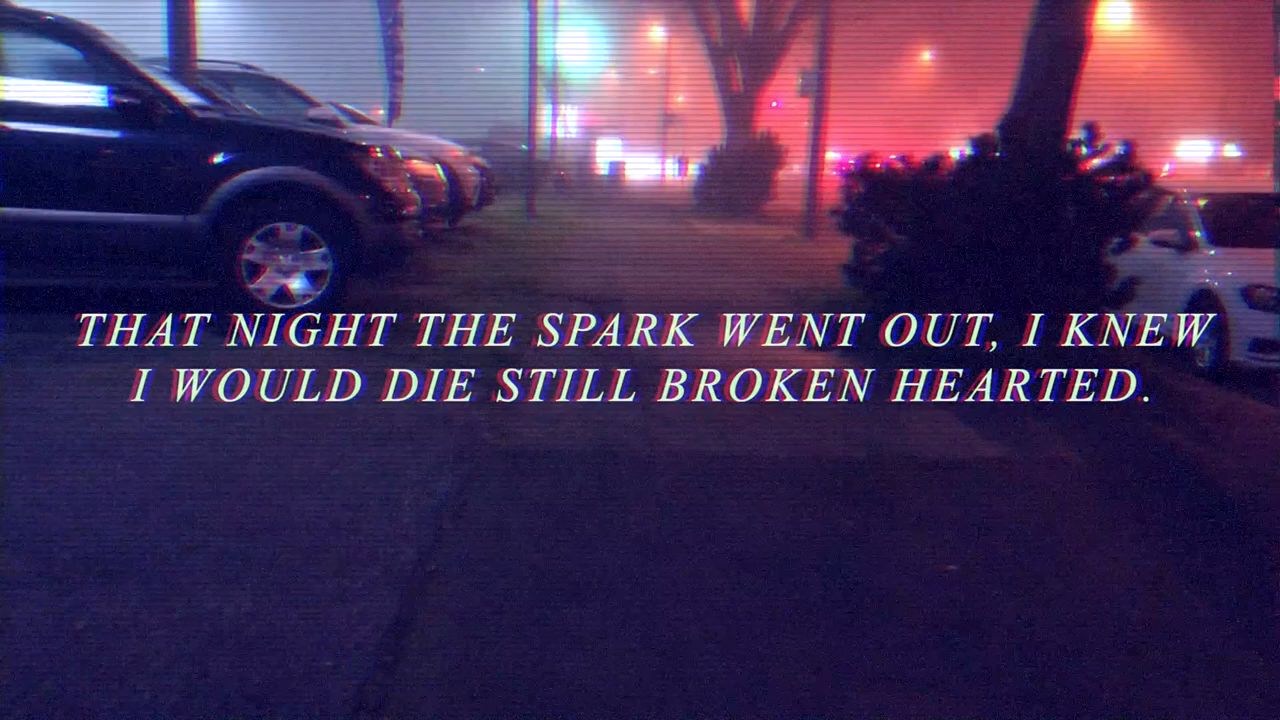 THAT NIGHT THE SPARK WENT OUT, I KNEW
I WOULD DIE STILL BROKEN HEARTED.